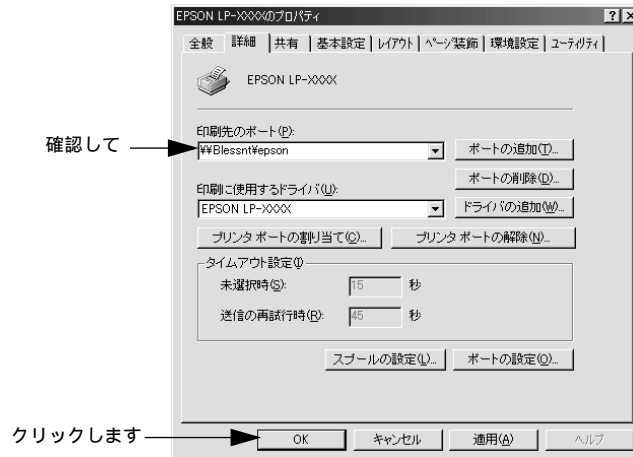 EPSON LP-XXXXのプロパティ
全般 詳細 共有 基本設定 レイアウト ページ装飾 環境設定 ユーティリティ
EPSON LP-XXXX
印刷先のポート(P):
確認して
¥¥Blessnt¥epson
ポートの追加(T)...
ポートの削除(D)...
印刷に使用するドライバ(U):
EPSON LP-XXXX
ドライバの追加(W)...
プリンタ ポートの割り当て(C)... プリンタ ポートの解除(N)...
タイムアウト設定(I)
未選択時(S): 15 秒
送信の再試行時(R): 45 秒
スプールの設定(L)... ポートの設定(O)...
クリックします
OK キャンセル 適用(A) ヘルプ